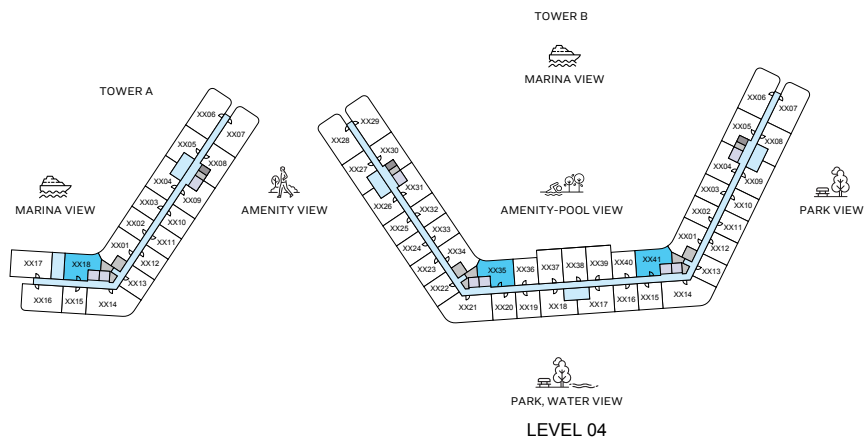 TOWER B
MARINA VIEW
TOWER A
XX06
XX07
XX05
XX08
XX04
XX09
XX03
XX10
XX02
XX11
XX01
XX12
XX13
XX17
XX18
XX16
XX15
XX14
MARINA VIEW
AMENITY VIEW
XX29
XX28
XX30
XX27
XX31
XX26
XX32
XX25
XX33
XX24
XX34
XX23
XX22
XX21
XX35
XX36
XX37
XX38
XX39
XX40
XX41
XX20
XX19
XX18
XX17
XX16
XX15
XX14
AMENITY-POOL VIEW
XX06
XX07
XX05
XX08
XX04
XX09
XX03
XX10
XX02
XX11
XX01
XX12
XX13
PARK VIEW
PARK, WATER VIEW
LEVEL 04